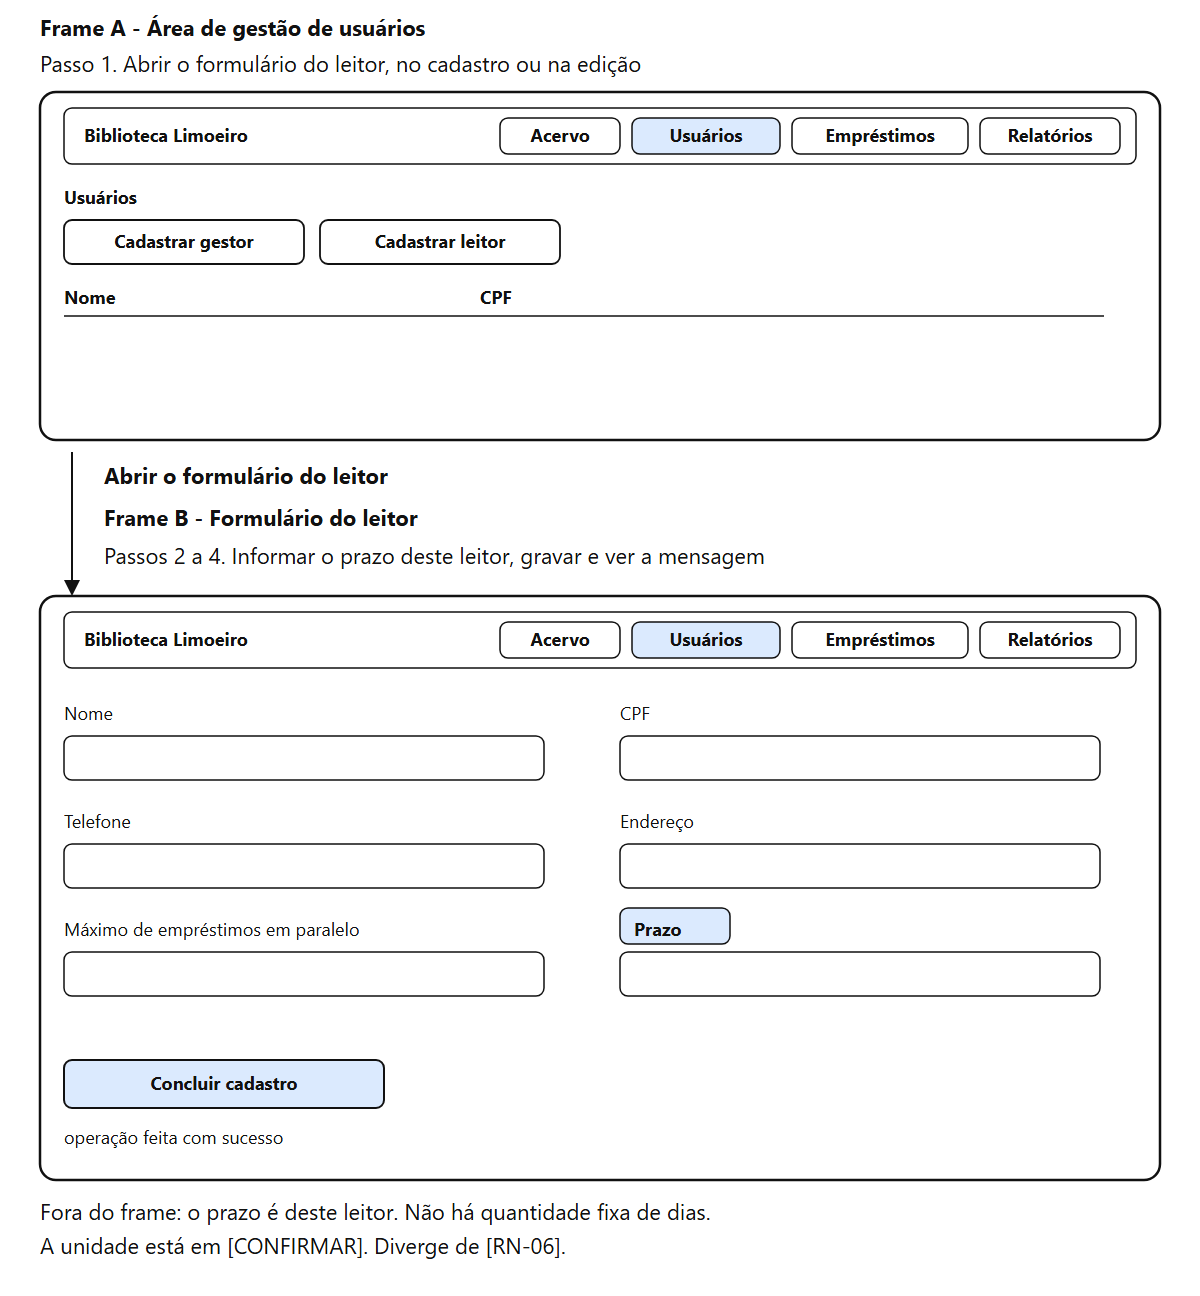 Frame A - Área de gestão de usuários
Passo 1. Abrir o formulário do leitor, no cadastro ou na edição
Biblioteca Limoeiro Acervo Usuários Empréstimos Relatórios
Usuários
Cadastrar gestor Cadastrar leitor
Nome CPF
Abrir o formulário do leitor
Frame B - Formulário do leitor
Passos 2 a 4. Informar o prazo deste leitor, gravar e ver a mensagem
Biblioteca Limoeiro Acervo Usuários Empréstimos Relatórios
Nome CPF
Telefone Endereço
Máximo de empréstimos em paralelo Prazo
Concluir cadastro
operação feita com sucesso
Fora do frame: o prazo é deste leitor. Não há quantidade fixa de dias.
A unidade está em [CONFIRMAR]. Diverge de [RN-06].